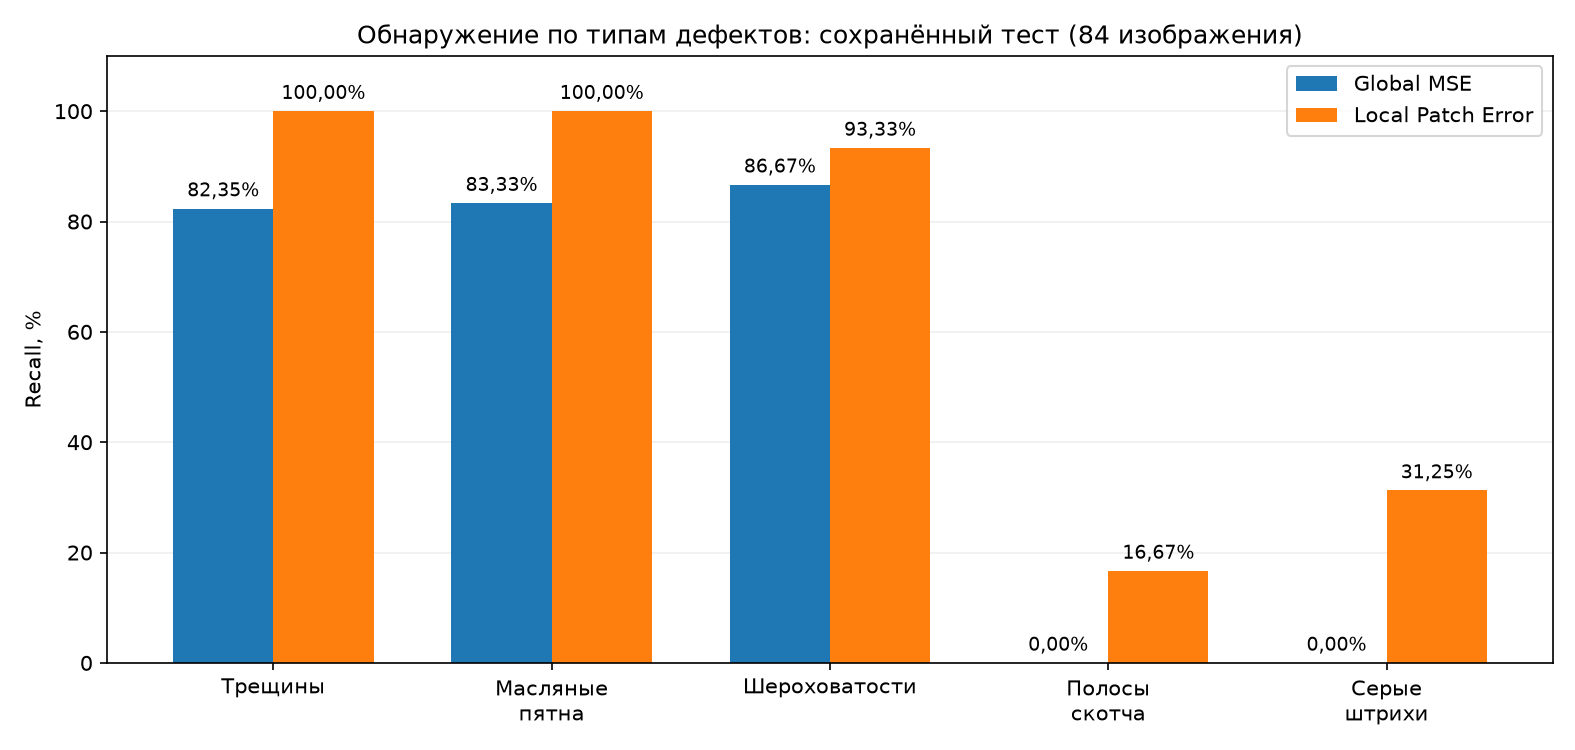 Обнаружение по типам дефектов: сохранённый тест (84 изображения)
Global MSE
Local Patch Error
Recall, %
100
80
60
40
20
0
82,35%
100,00%
83,33%
100,00%
86,67%
93,33%
0,00%
16,67%
0,00%
31,25%
Трещины
Масляные
пятна
Шероховатости
Полосы
скотча
Серые
штрихи